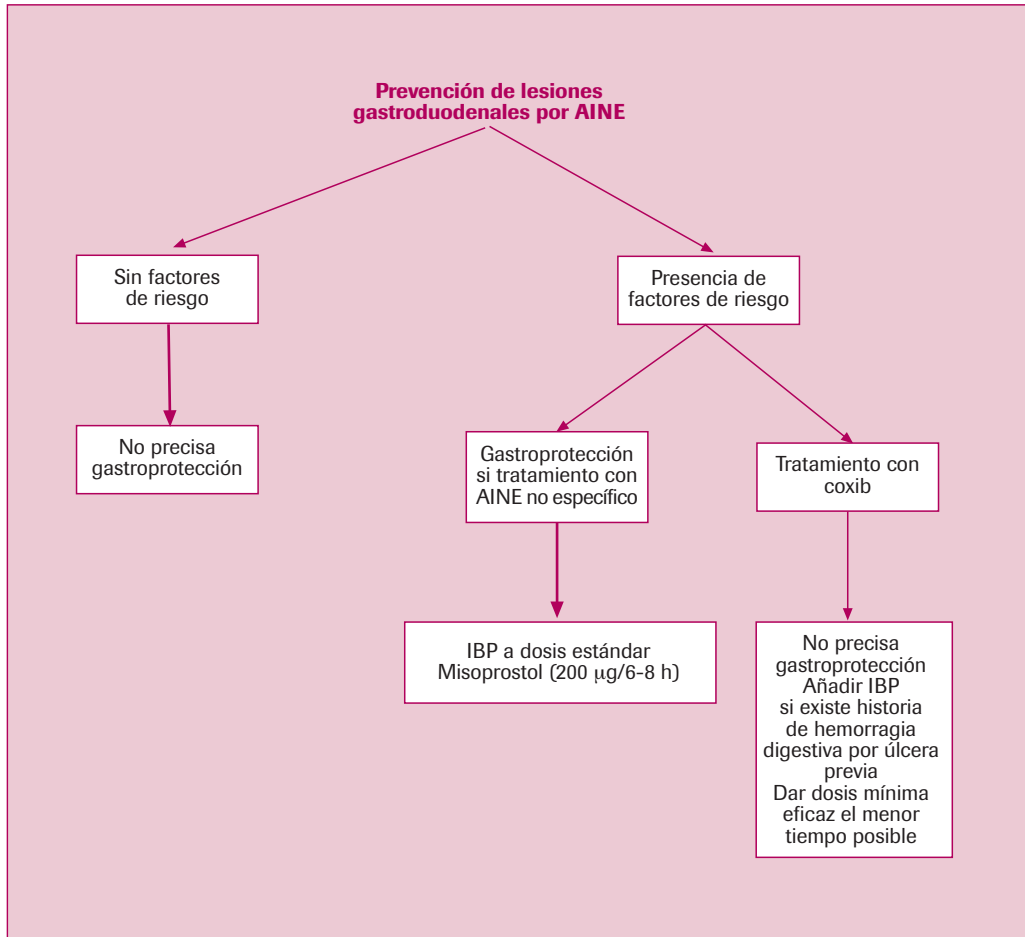 Prevención de lesiones
gastroduodenales por AINE
Sin factores
de riesgo
Presencia de
factores de riesgo
No precisa
gastroprotección
Gastroprotección
si tratamiento con
AINE no específico
Tratamiento con
coxib
IBP a dosis estándar
Misoprostol (200 μg/6-8 h)
No precisa
gastroprotección
Añadir IBP
si existe historia
de hemorragia
digestiva por úlcera
previa
Dar dosis mínima
eficaz el menor
tiempo posible